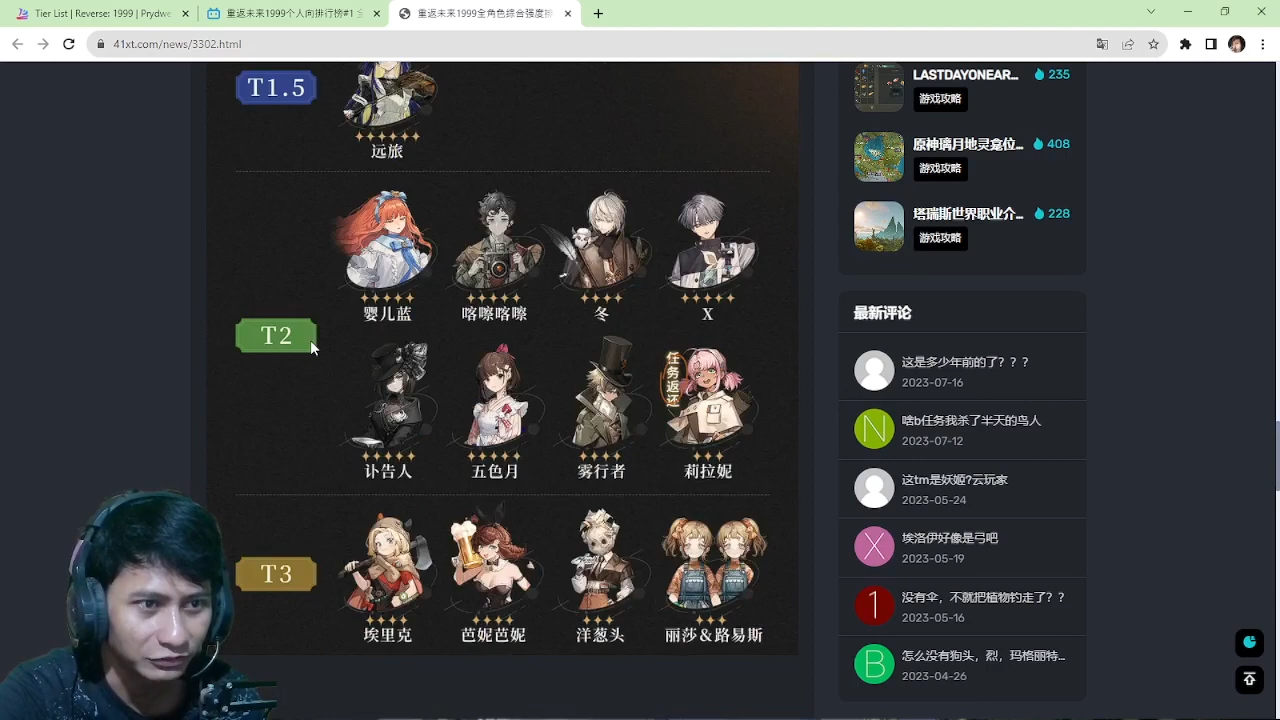 Tier List | Reverse: 1999 | Prydwe
重返未来1999个人向排行榜#1 全
重返未来1999全角色综合强度排
41xt.com/news/3302.html
T1.5
远旅
婴儿蓝
喀嚓喀嚓
冬
X
T2
任务返还
讣告人
五色月
雾行者
莉拉妮
T3
埃里克
芭妮芭妮
洋葱头
丽莎&路易斯
LASTDAYONEAR...
235
游戏攻略
原神璃月地灵龛位...
408
游戏攻略
塔瑞斯世界职业介...
228
游戏攻略
最新评论
这是多少年前的了？？？
2023-07-16
N
啥b任务我杀了半天的鸟人
2023-07-12
这tm是妖姬?云玩家
2023-05-24
X
埃洛伊好像是弓吧
2023-05-19
1
没有伞，不就把植物钓走了？？
2023-05-16
B
怎么没有狗头，烈，玛格丽特...
2023-04-26